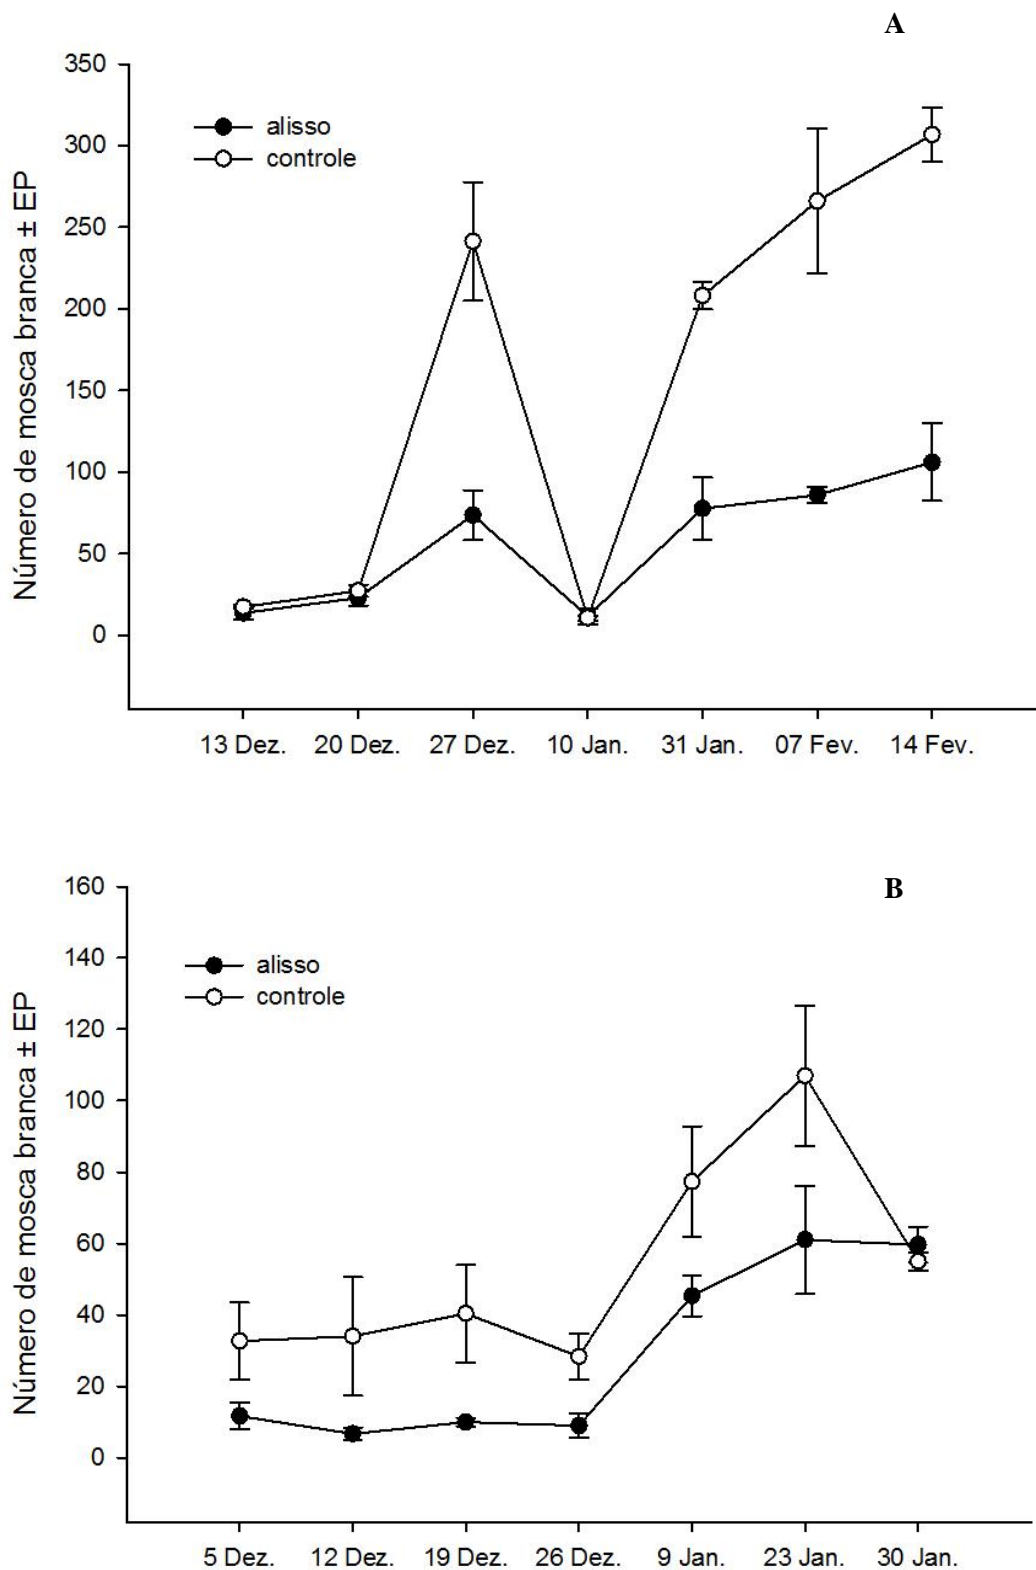 A
350
300
250
200
150
100
50
0
Número de mosca branca ± EP
alisso
controle
13 Dez. 20 Dez. 27 Dez. 10 Jan. 31 Jan. 07 Fev. 14 Fev.
B
160
140
120
100
80
60
40
20
0
Número de mosca branca ± EP
alisso
controle
5 Dez. 12 Dez. 19 Dez. 26 Dez. 9 Jan. 23 Jan. 30 Jan.